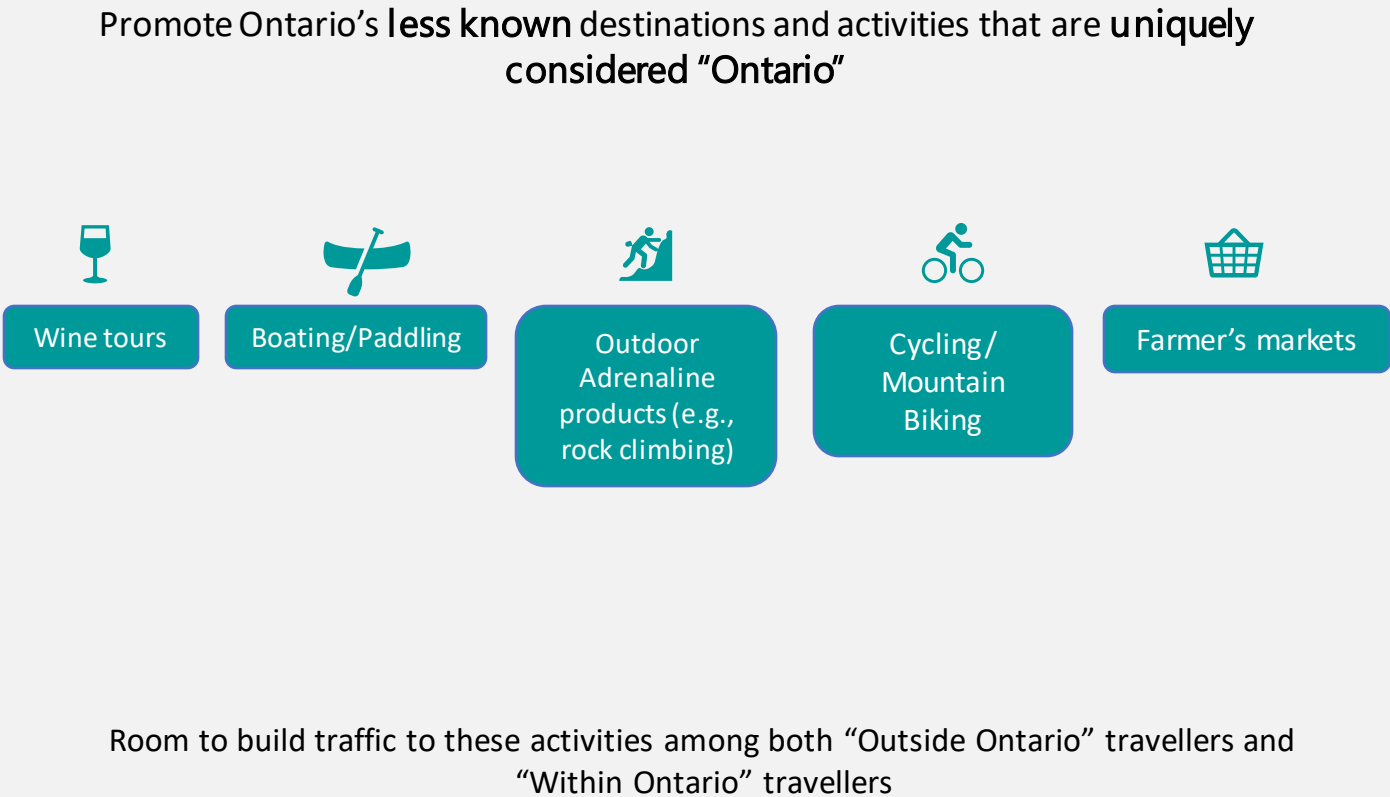 Promote Ontario’s less known destinations and activities that are uniquely
considered “Ontario”
Wine tours
Boating/Paddling
Outdoor
Adrenaline
products (e.g.,
rock climbing)
Cycling/
Mountain
Biking
Farmer’s markets
Room to build traffic to these activities among both “Outside Ontario” travellers and
“Within Ontario” travellers